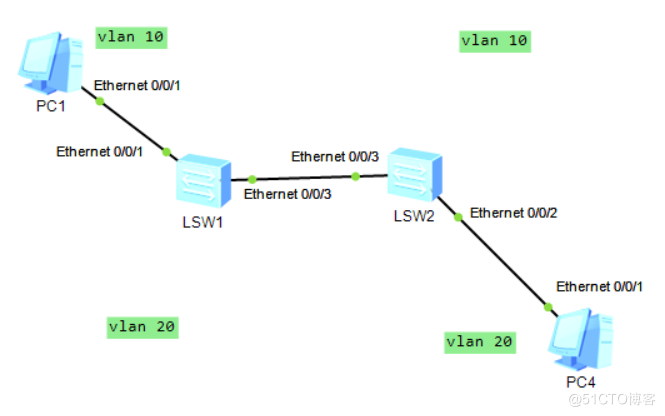 vlan 10
vlan 10
Ethernet 0/0/1
PC1
Ethernet 0/0/1
Ethernet 0/0/3
Ethernet 0/0/3
LSW1
LSW2
Ethernet 0/0/2
Ethernet 0/0/1
vlan 20
vlan 20
PC4
@51CTO博客